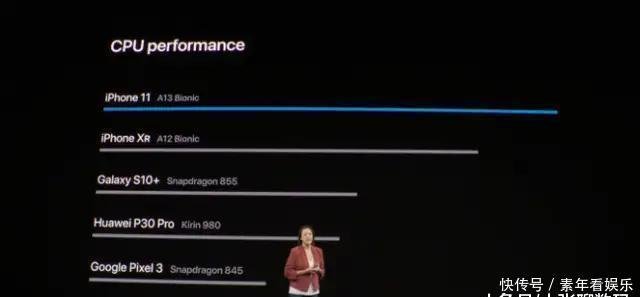 CPU performance
iPhone 11 A13 Bionic
iPhone XR A12 Bionic
Galaxy S10+ Snapdragon 855
Huawei P30 Pro Kirin 980
Google Pixel 3 Snapdragon 845
快传号 / 素年看娱乐